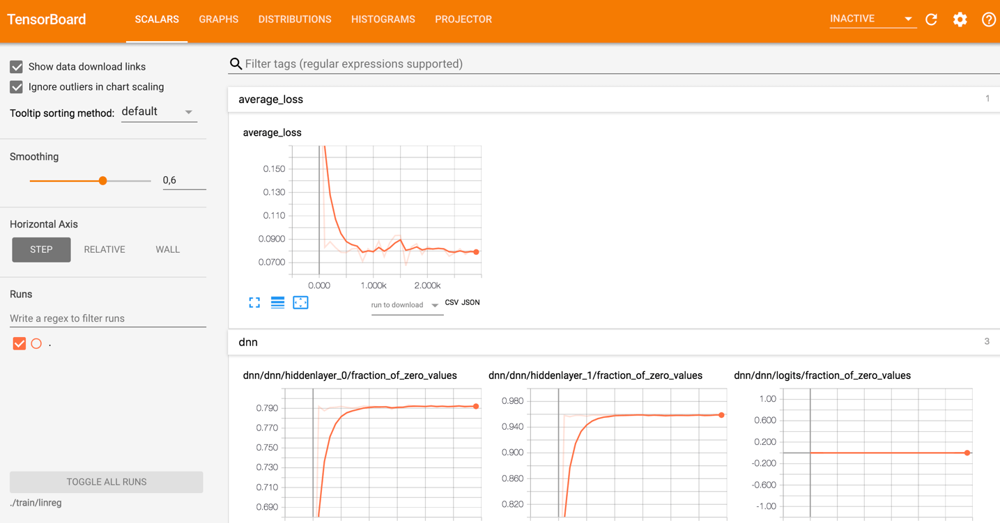 TensorBoard SCALARS GRAPHS DISTRIBUTIONS HISTOGRAMS PROJECTOR INACTIVE
Show data download links
Ignore outliers in chart scaling
Tooltip sorting method: default
Smoothing
0,6
Horizontal Axis
STEP RELATIVE WALL
Runs
Write a regex to filter runs
.
TOGGLE ALL RUNS
./train/linreg
Filter tags (regular expressions supported)
average_loss 1
average_loss
0.150
0.130
0.110
0.0900
0.0700
0.000 1.000k 2.000k
run to download CSV JSON
dnn 3
dnn/dnn/hiddenlayer_0/fraction_of_zero_values
0.790
0.770
0.750
0.730
0.710
0.690
dnn/dnn/hiddenlayer_1/fraction_of_zero_values
0.980
0.940
0.900
0.860
0.820
dnn/dnn/logits/fraction_of_zero_values
1.00
0.600
0.200
-0.200
-0.600
-1.00